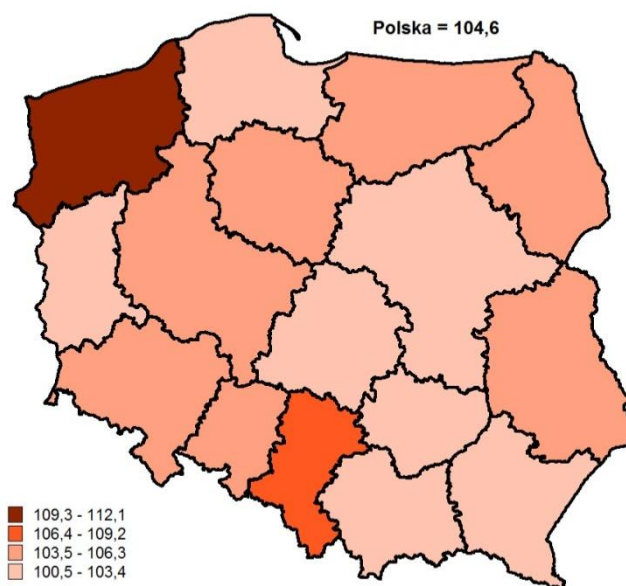 Polska = 104,6
109,3 - 112,1
106,4 - 109,2
103,5 - 106,3
100,5 - 103,4